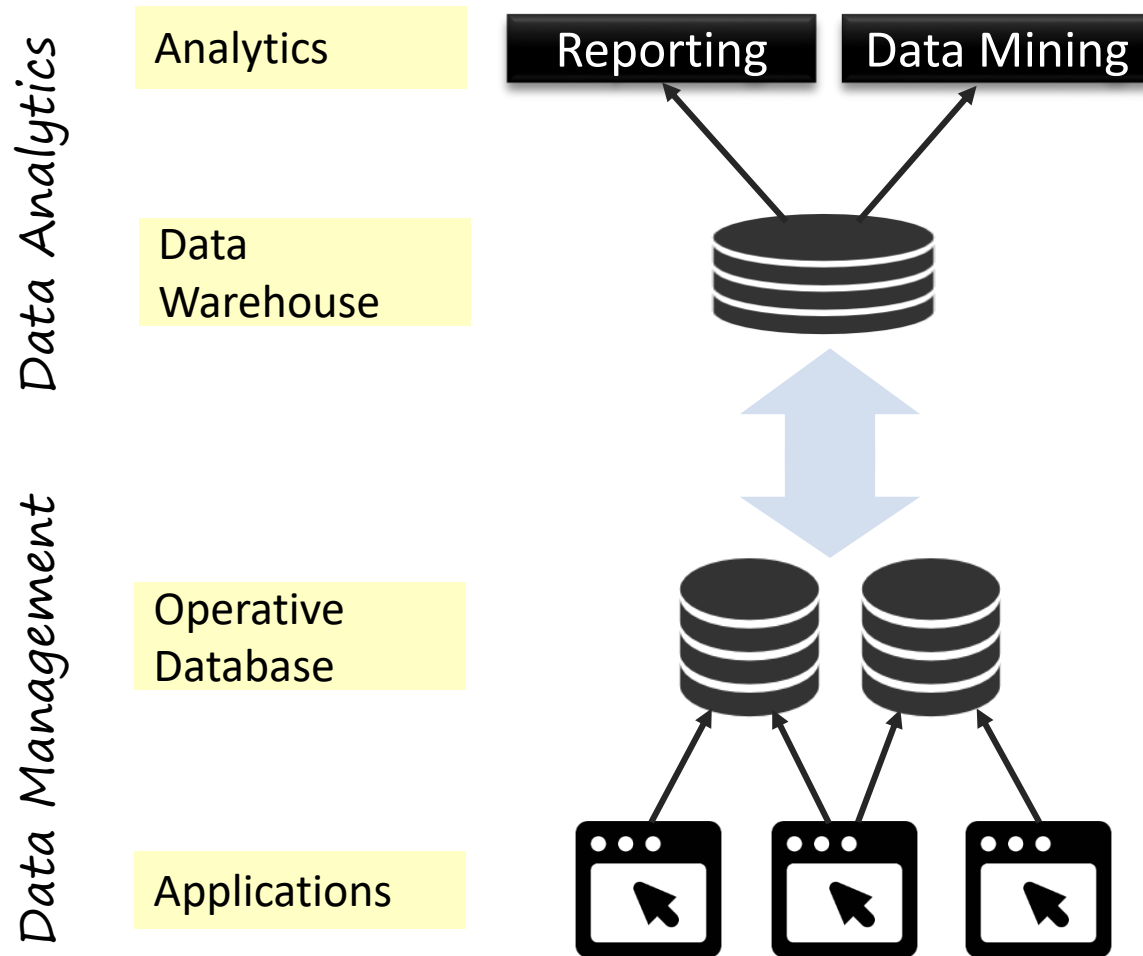 Data Analytics
Analytics
Reporting
Data Mining
Data
Warehouse
Data Management
Operative
Database
Applications